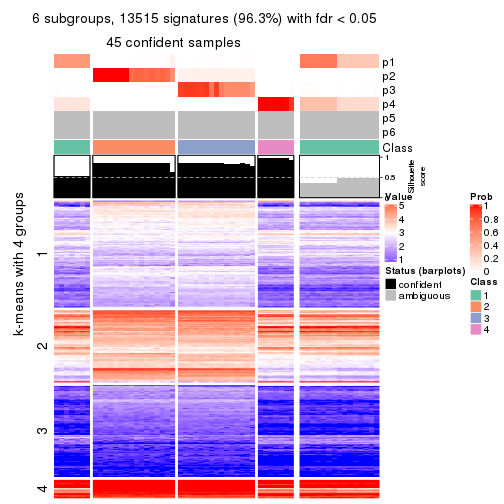 6 subgroups, 13515 signatures (96.3%) with fdr < 0.05
45 confident samples
p1
p2
p3
p4
p5
p6
Class
1
0.5
0
Silhouette
score
k-means with 4 groups
1
2
3
4
Value
5
4
3
2
1
Status (barplots)
confident
ambiguous
Prob
1
0.8
0.6
0.4
0.2
0
Class
1
2
3
4